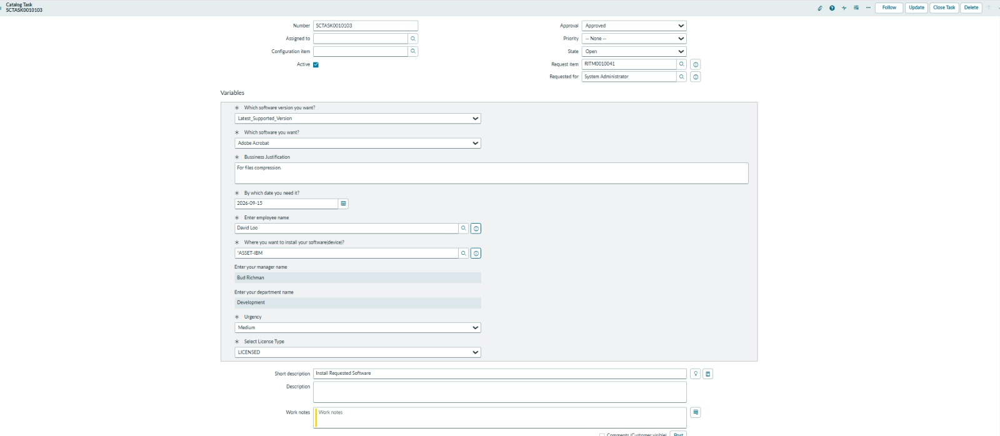 Catalog Task
SCTASK0010103
Follow
Update
Close Task
Delete
Number SCTASK0010103
Assigned to
Configuration item
Active
Approval Approved
Priority -- None --
State Open
Request item RITM0010041
Requested for System Administrator
Variables
Which software version you want?
Latest_Supported_Version
Which software you want?
Adobe Acrobat
Bussiness Justification
For files compression.
By which date you need it?
2026-09-15
Enter employee name
David Loo
Where you want to install your software(device)?
*ASSET-IBM
Enter your manager name
Bud Richman
Enter your department name
Development
Urgency
Medium
Select License Type
LICENSED
Short description Install Requested Software
Description
Work notes Work notes
Comments (Customer visible) Post